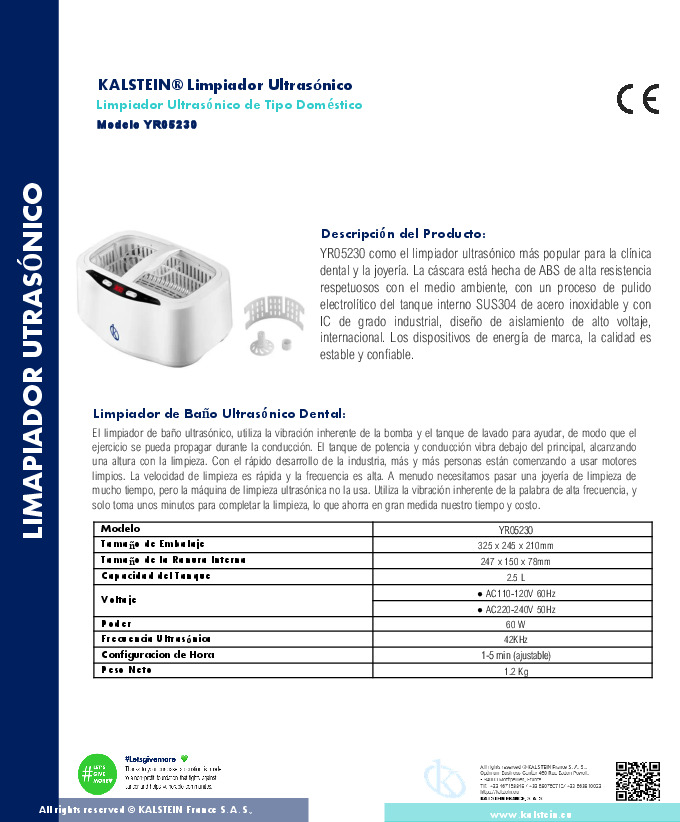 LIMAPIADOR UTRASÓNICO
KALSTEIN® Limpiador Ultrasónico
Limpiador Ultrasónico de Tipo Doméstico
Modelo YR05230
CE
Descripción del Producto:
YR05230 como el limpiador ultrasónico más popular para la clínica
dental y la joyería. La cáscara está hecha de ABS de alta resistencia
respetuosos con el medio ambiente, con un proceso de pulido
electrolítico del tanque interno SUS304 de acero inoxidable y con
IC de grado industrial, diseño de aislamiento de alto voltaje,
internacional. Los dispositivos de energía de marca, la calidad es
estable y confiable.
Limpiador de Baño Ultrasónico Dental:
El limpiador de baño ultrasónico, utiliza la vibración inherente de la bomba y el tanque de lavado para ayudar, de modo que el
ejercicio se pueda propagar durante la conducción. El tanque de potencia y conducción vibra debajo del principal, alcanzando
una altura con la limpieza. Con el rápido desarrollo de la industria, más y más personas están comenzando a usar motores
limpios. La velocidad de limpieza es rápida y la frecuencia es alta. A menudo necesitamos pasar una joyería de limpieza de
mucho tiempo, pero la máquina de limpieza ultrasónica no la usa. Utiliza la vibración inherente de la palabra de alta frecuencia, y
solo toma unos minutos para completar la limpieza, lo que ahorra en gran medida nuestro tiempo y costo.
Modelo YR05230
Tamaño de Embalaje 325 x 245 x 210mm
Tamaño de la Ranura Interna 247 x 150 x 78mm
Capacidad del Tanque 2.5 L
Voltaje ● AC110-120V 60Hz
● AC220-240V 50Hz
Poder 60 W
Frecuencia Ultrasónica 42KHz
Configuracion de Hora 1-5 min (ajustable)
Peso Neto 1.2 Kg
#LET'S GIVE MORE
#Letsgivemore
All rights reserved © KALSTEIN France S. A. S.,
KALSTEIN FRANCE, S. A. S
All rights reserved © KALSTEIN France S. A. S.,
www.kalstein.co